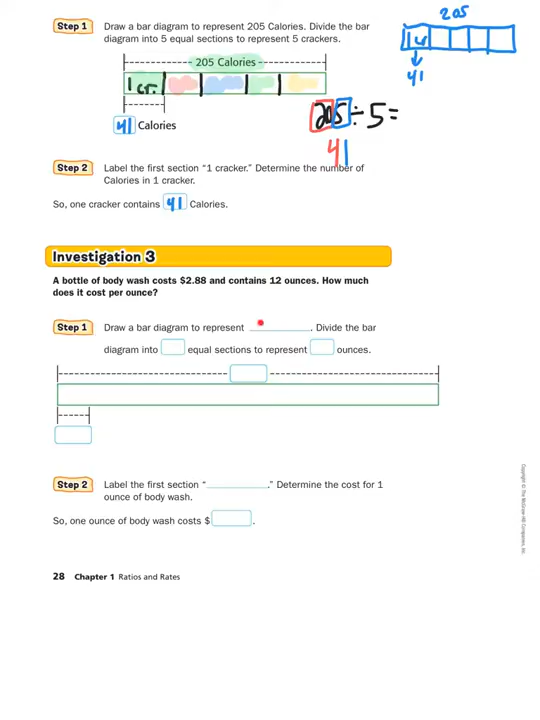 Step 1 Draw a bar diagram to represent 205 Calories. Divide the bar
diagram into 5 equal sections to represent 5 crackers.
205
1 cr
41
205 Calories
1 cr.
41 Calories
205 ÷ 5 =
41
Step 2 Label the first section “1 cracker.” Determine the number of
Calories in 1 cracker.
So, one cracker contains 41 Calories.
Investigation 3
A bottle of body wash costs $2.88 and contains 12 ounces. How much
does it cost per ounce?
Step 1 Draw a bar diagram to represent ____________. Divide the bar
diagram into equal sections to represent ounces.
Step 2 Label the first section “____________.” Determine the cost for 1
ounce of body wash.
So, one ounce of body wash costs $ .
Copyright © The McGraw-Hill Companies, Inc.
28 Chapter 1 Ratios and Rates